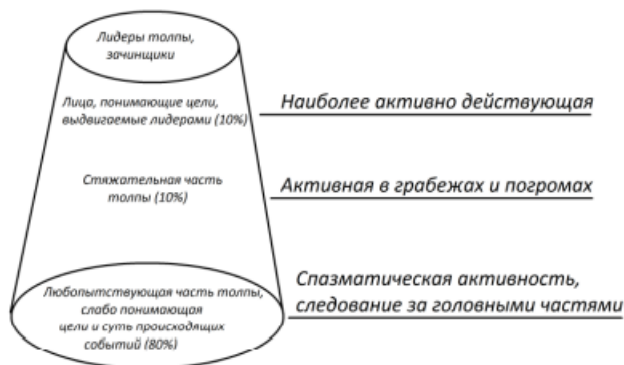 Лидеры толпы,
зачинщики
Лица, понимающие цели,
выдвигаемые лидерами (10%)
Наиболее активно действующая
Стяжательная часть
толпы (10%)
Активная в грабежах и погромах
Любопытствующая часть толпы,
слабо понимающая
цели и суть происходящих
событий (80%)
Спазматическая активность,
следование за головными частями